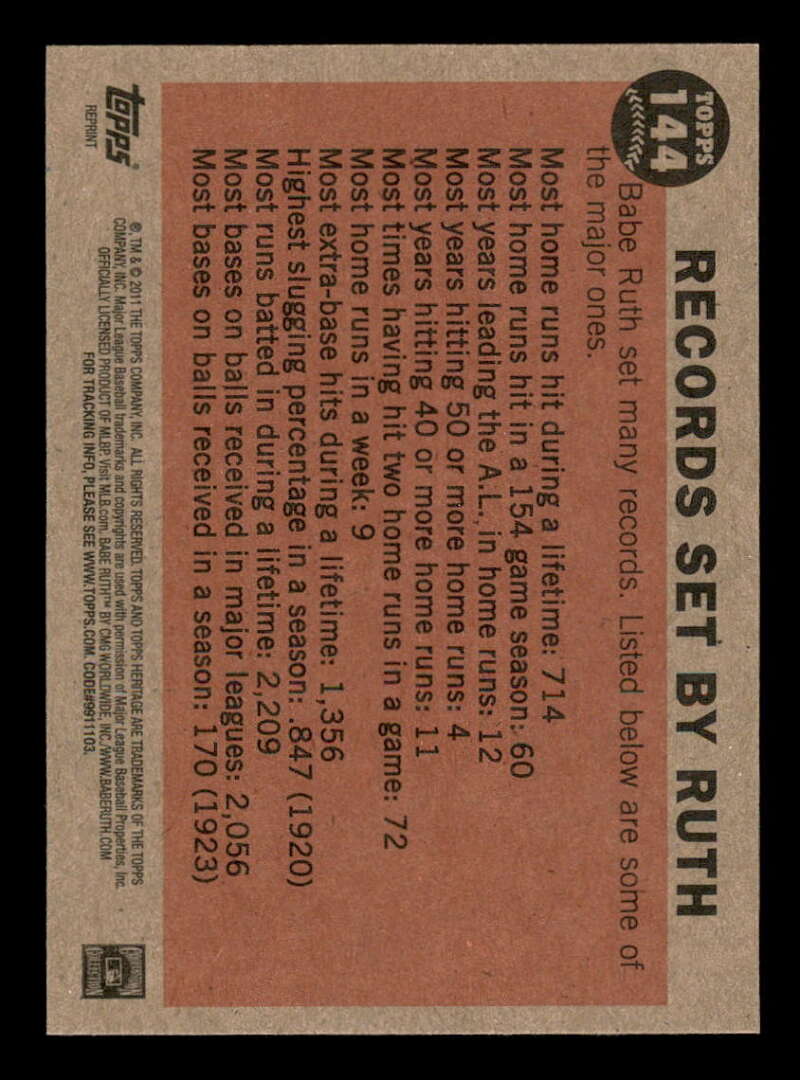 TOPPS
144
RECORDS SET BY RUTH
Babe Ruth set many records. Listed below are some of
the major ones.
Most home runs hit during a lifetime: 714
Most home runs hit in a 154 game season: 60
Most years leading the A.L., in home runs: 12
Most years hitting 50 or more home runs: 4
Most years hitting 40 or more home runs: 11
Most times having hit two home runs in a game: 72
Most home runs in a week: 9
Most extra-base hits during a lifetime: 1,356
Highest slugging percentage in a season: .847 (1920)
Most runs batted in during a lifetime: 2,209
Most bases on balls received in major leagues: 2,056
Most bases on balls received in a season: 170 (1923)
Topps®
REPRINT
®, TM & © 2011 THE TOPPS COMPANY, INC. ALL RIGHTS RESERVED. TOPPS AND TOPPS HERITAGE ARE TRADEMARKS OF THE TOPPS
COMPANY, INC. Major League Baseball trademarks and copyrights are used with permission of Major League Baseball Properties, Inc.
OFFICIALLY LICENSED PRODUCT OF MLBP. Visit MLB.com. BABE RUTH™ BY CMG WORLDWIDE, INC./WWW.BABERUTH.COM
FOR TRACKING INFO, PLEASE SEE WWW.TOPPS.COM. CODE#9911103.
COOPERSTOWN
COLLECTION